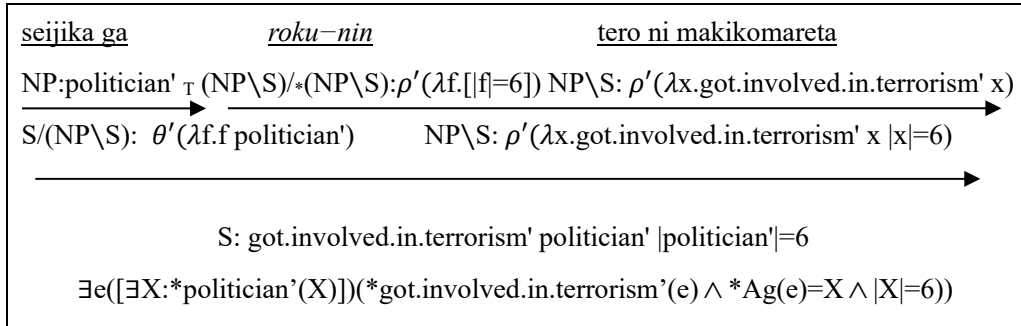 seijika ga roku−nin tero ni makikomareta
NP:politician' T (NP\S)/*(NP\S):ρ′(λf.[|f|=6]) NP\S: ρ′(λx.got.involved.in.terrorism' x)
S/(NP\S): θ′(λf.f politician') NP\S: ρ′(λx.got.involved.in.terrorism' x |x|=6)
S: got.involved.in.terrorism' politician' |politician'|=6
∃e([∃X:*politician’(X)])(*got.involved.in.terrorism’(e) ∧ *Ag(e)=X ∧ |X|=6))